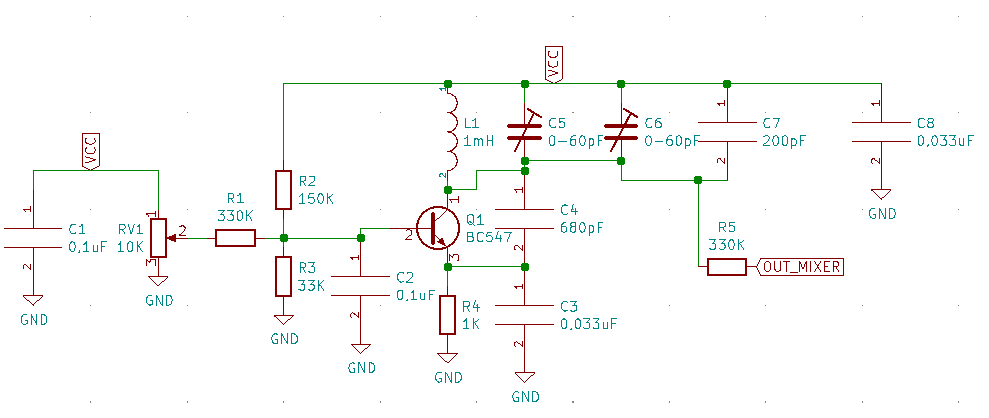 VCC
VCC
1
L1
1mH
2
C5
0-60pF
C6
0-60pF
1
C7
200pF
2
1
C8
0,033uF
2
GND
1
C1
0,1uF
2
GND
1
RV1
10K
2
3
GND
R1
330K
R2
150K
R3
33K
GND
1
C2
0,1uF
2
GND
1
2
Q1
BC547
3
1
C4
680pF
2
R4
1K
GND
1
C3
0,033uF
2
GND
R5
330K
OUT_MIXER